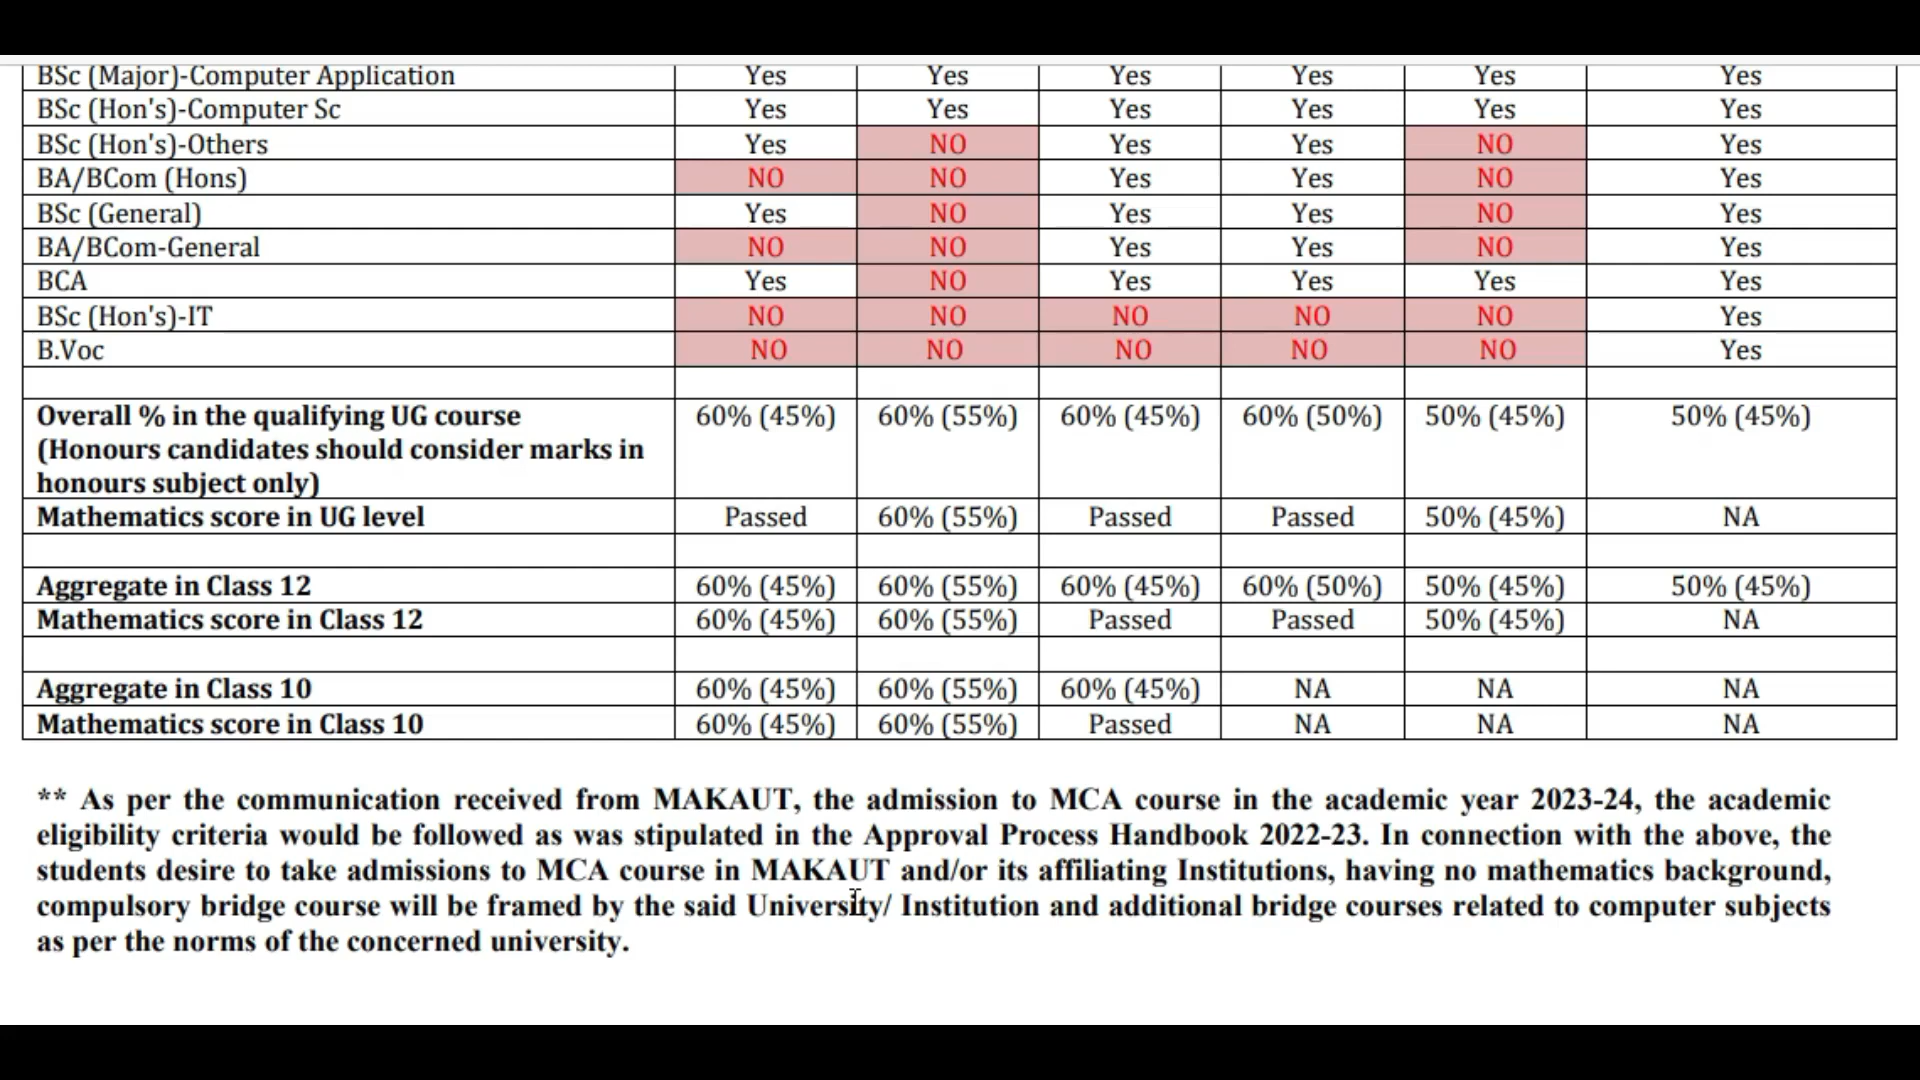 BSc (Major)-Computer Application Yes Yes Yes Yes Yes Yes
BSc (Hon's)-Computer Sc Yes Yes Yes Yes Yes Yes
BSc (Hon's)-Others Yes NO Yes Yes NO Yes
BA/BCom (Hons) NO NO Yes Yes NO Yes
BSc (General) Yes NO Yes Yes NO Yes
BA/BCom-General NO NO Yes Yes NO Yes
BCA Yes NO Yes Yes Yes Yes
BSc (Hon's)-IT NO NO NO NO NO Yes
B.Voc NO NO NO NO NO Yes
Overall % in the qualifying UG course 60% (45%) 60% (55%) 60% (45%) 60% (50%) 50% (45%) 50% (45%)
(Honours candidates should consider marks in
honours subject only)
Mathematics score in UG level Passed 60% (55%) Passed Passed 50% (45%) NA
Aggregate in Class 12 60% (45%) 60% (55%) 60% (45%) 60% (50%) 50% (45%) 50% (45%)
Mathematics score in Class 12 60% (45%) 60% (55%) Passed Passed 50% (45%) NA
Aggregate in Class 10 60% (45%) 60% (55%) 60% (45%) NA NA NA
Mathematics score in Class 10 60% (45%) 60% (55%) Passed NA NA NA
** As per the communication received from MAKAUT, the admission to MCA course in the academic year 2023-24, the academic
eligibility criteria would be followed as was stipulated in the Approval Process Handbook 2022-23. In connection with the above, the
students desire to take admissions to MCA course in MAKAUT and/or its affiliating Institutions, having no mathematics background,
compulsory bridge course will be framed by the said University/ Institution and additional bridge courses related to computer subjects
as per the norms of the concerned university.